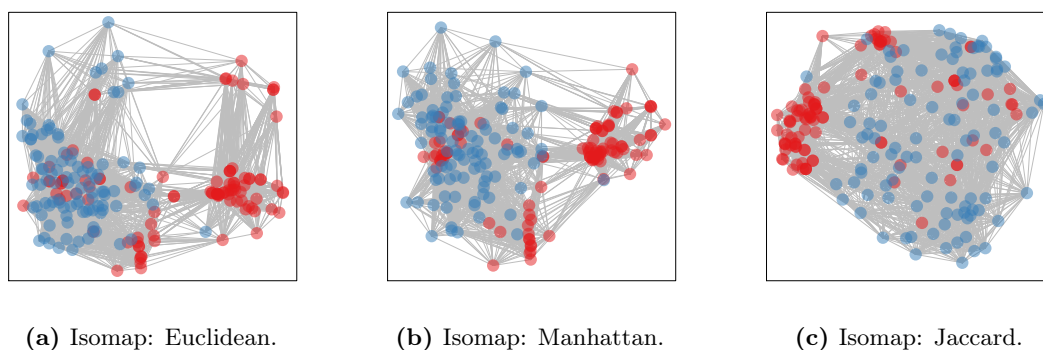 (a) Isomap: Euclidean.
(b) Isomap: Manhattan.
(c) Isomap: Jaccard.